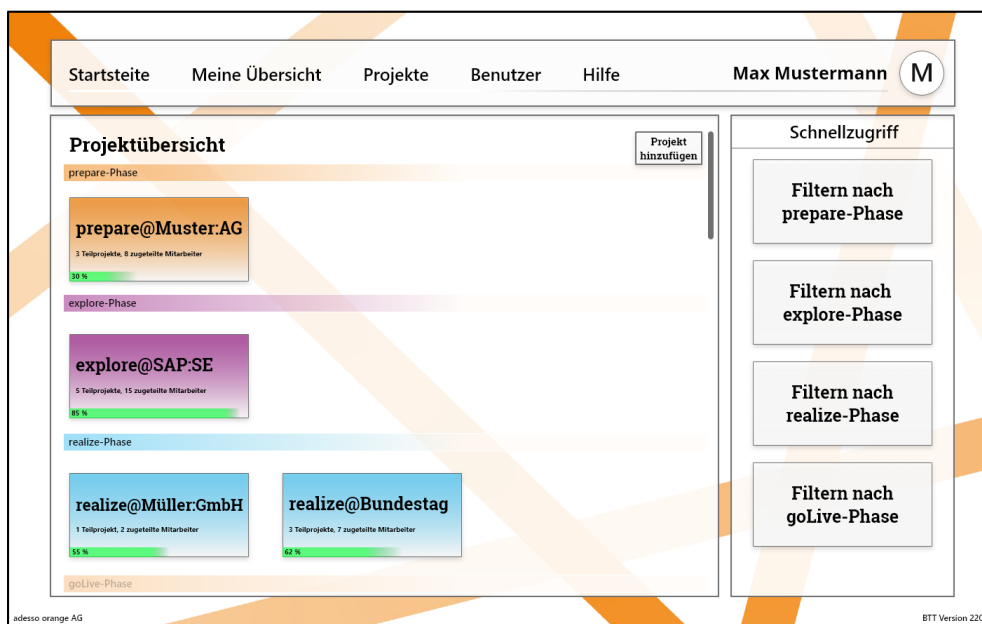 Startsteite Meine Übersicht Projekte Benutzer Hilfe Max Mustermann M
Projektübersicht
Projekt
hinzufügen
prepare-Phase
prepare@Muster:AG
3 Teilprojekte, 8 zugeteilte Mitarbeiter
30 %
explore-Phase
explore@SAP:SE
5 Teilprojekte, 15 zugeteilte Mitarbeiter
85 %
realize-Phase
realize@Müller:GmbH
1 Teilprojekt, 2 zugeteilte Mitarbeiter
55 %
realize@Bundestag
3 Teilprojekte, 7 zugeteilte Mitarbeiter
62 %
goLive-Phase
Schnellzugriff
Filtern nach
prepare-Phase
Filtern nach
explore-Phase
Filtern nach
realize-Phase
Filtern nach
goLive-Phase
adesso orange AG
BTT Version 220